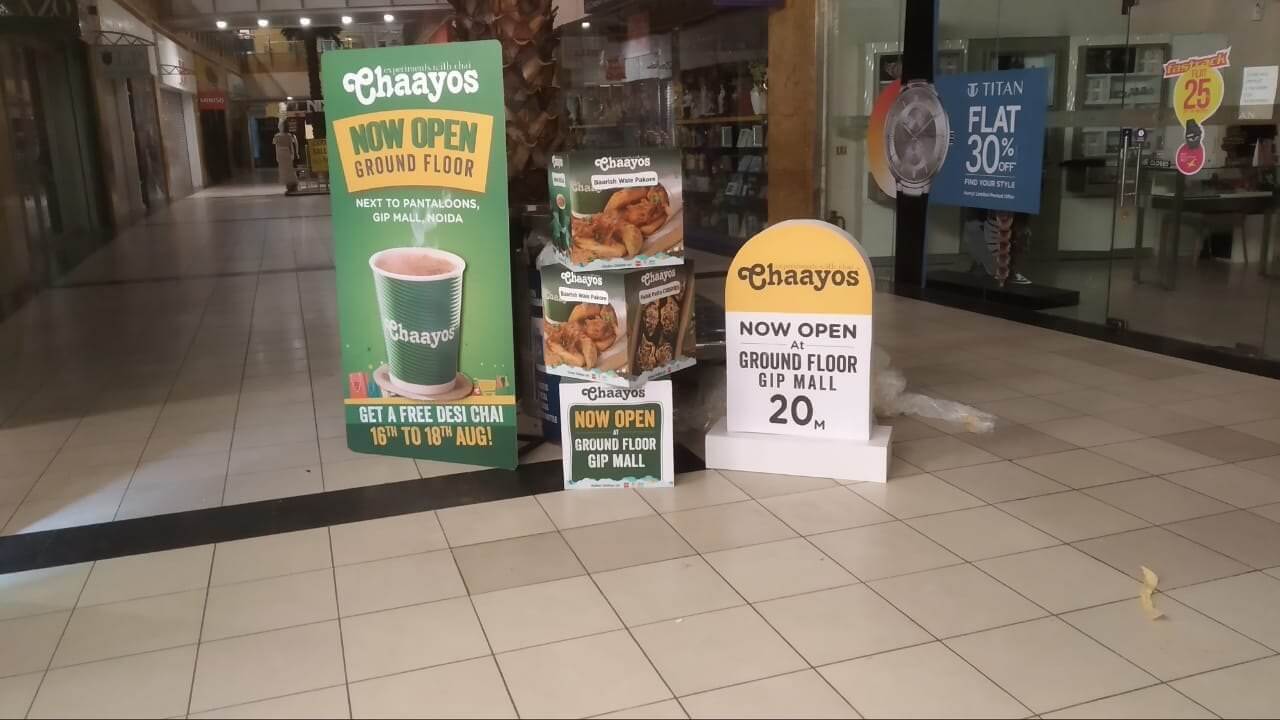 experiments with chai
Chaayos
NOW OPEN
GROUND FLOOR
NEXT TO PANTALOONS,
GIP MALL, NOIDA
Chaayos
GET A FREE DESI CHAI
16TH TO 18TH AUG!
Chaayos
Baarish Wale Pakore
Chaayos
Baarish Wale Pakore
Chaayos
Chaayos
NOW OPEN
AT
GROUND FLOOR
GIP MALL
Chaayos
NOW OPEN
At
GROUND FLOOR
GIP MALL
20M
TITAN
FLAT
30%
OFF
FIND YOUR STYLE
fastrack
FLAT
25
CLOSED
MINISO